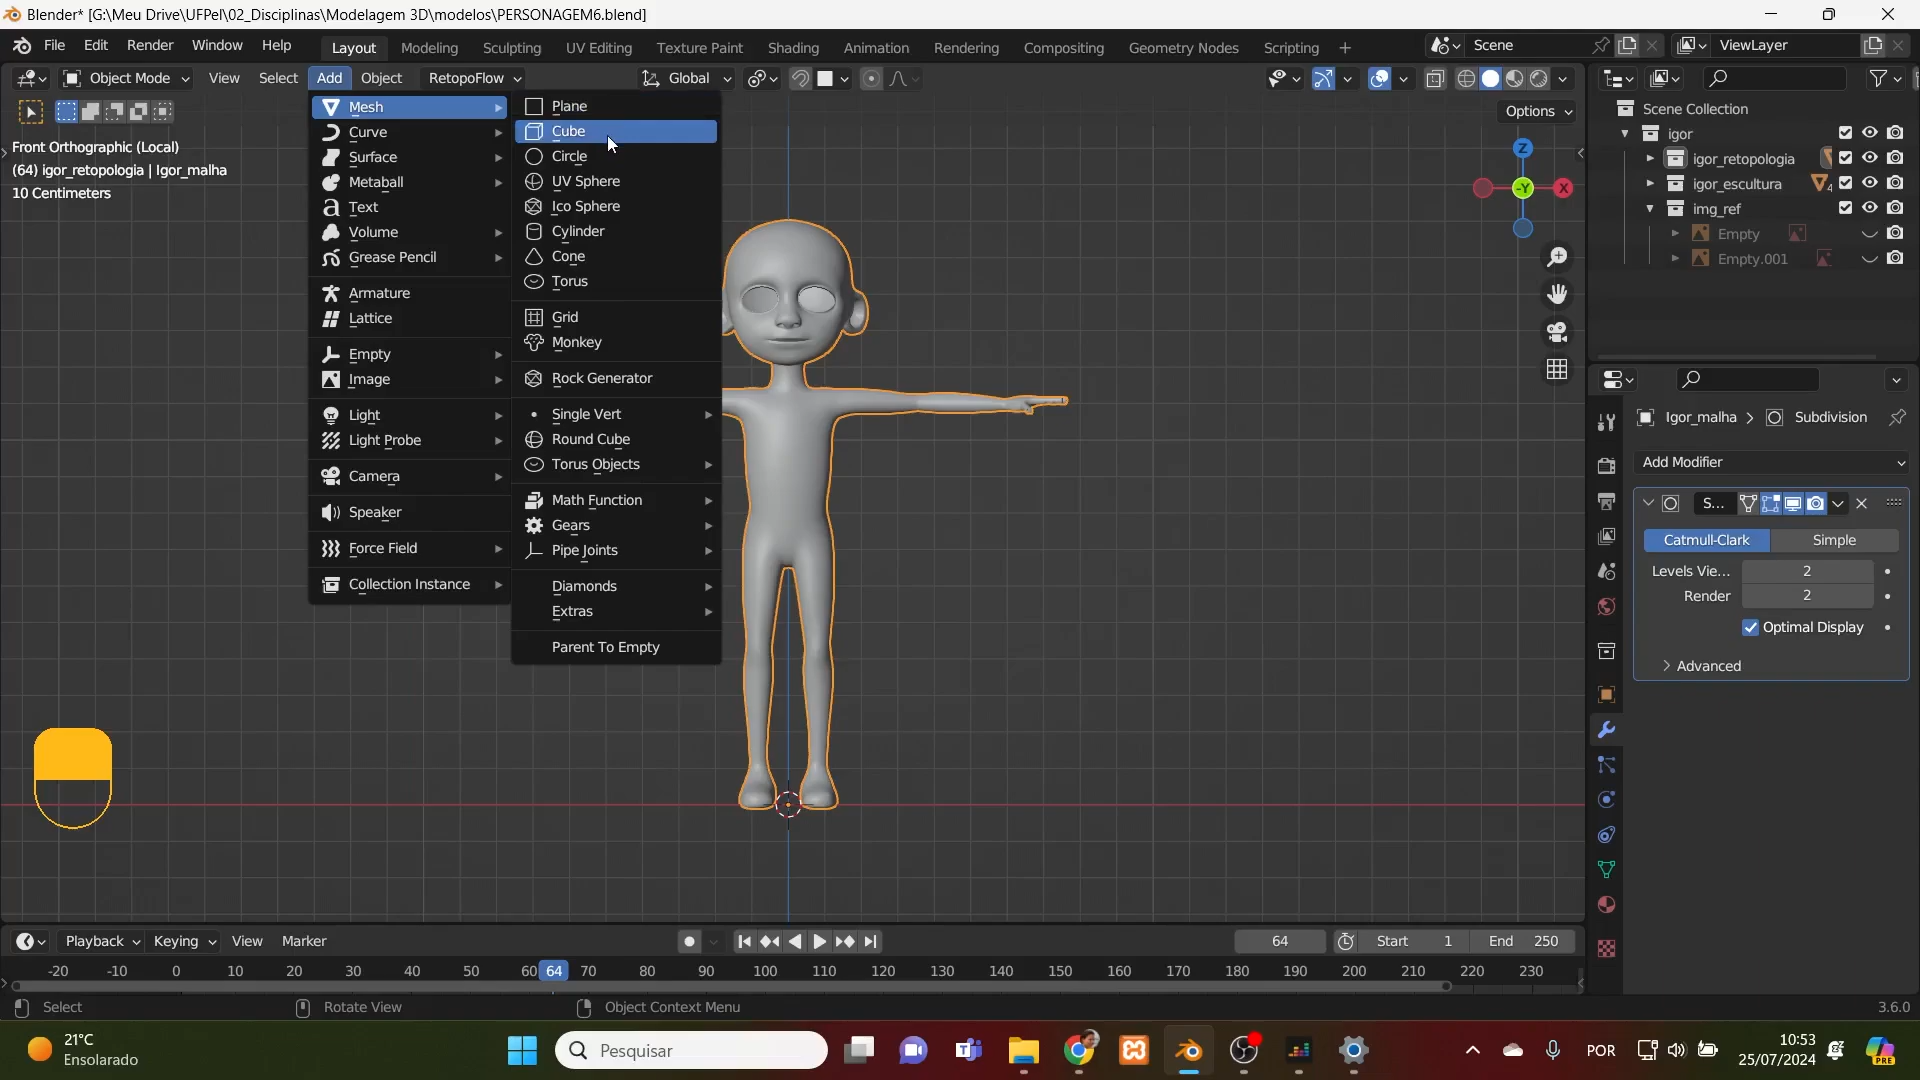 Blender* [G:\Meu Drive\UFPel\02_Disciplinas\Modelagem 3D\modelos\PERSONAGEM6.blend]
File Edit Render Window Help Layout Modeling Sculpting UV Editing Texture Paint Shading Animation Rendering Compositing Geometry Nodes Scripting + Scene ViewLayer
Object Mode View Select Add Object RetopoFlow Global
Options
Front Orthographic (Local)
(64) igor_retopologia | Igor_malha
10 Centimeters
Mesh
Curve
Surface
Metaball
Text
Volume
Grease Pencil
Armature
Lattice
Empty
Image
Light
Light Probe
Camera
Speaker
Force Field
Collection Instance
Plane
Cube
Circle
UV Sphere
Ico Sphere
Cylinder
Cone
Torus
Grid
Monkey
Rock Generator
Single Vert
Round Cube
Torus Objects
Math Function
Gears
Pipe Joints
Diamonds
Extras
Parent To Empty
Z
-Y X
Scene Collection
igor
igor_retopologia
igor_escultura 4
img_ref
Empty
Empty.001
Igor_malha > Subdivision
Add Modifier
S...
Catmull-Clark Simple
Levels Vie... 2
Render 2
Optimal Display
Advanced
Playback Keying View Marker 64 Start 1 End 250
-20 -10 0 10 20 30 40 50 60 64 70 80 90 100 110 120 130 140 150 160 170 180 190 200 210 220 230
Select Rotate View Object Context Menu 3.6.0
21°C
Ensolarado
Pesquisar
POR
10:53
25/07/2024
PRE